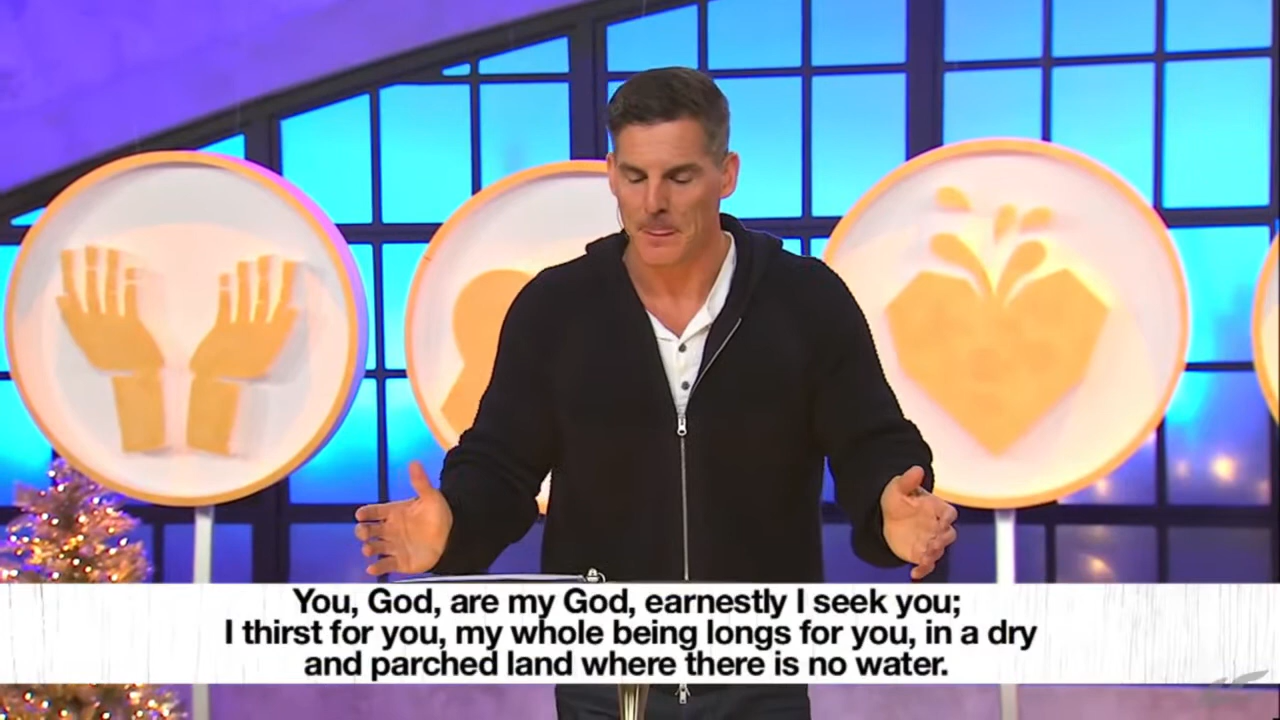 You, God, are my God, earnestly I seek you;
I thirst for you, my whole being longs for you, in a dry
and parched land where there is no water.